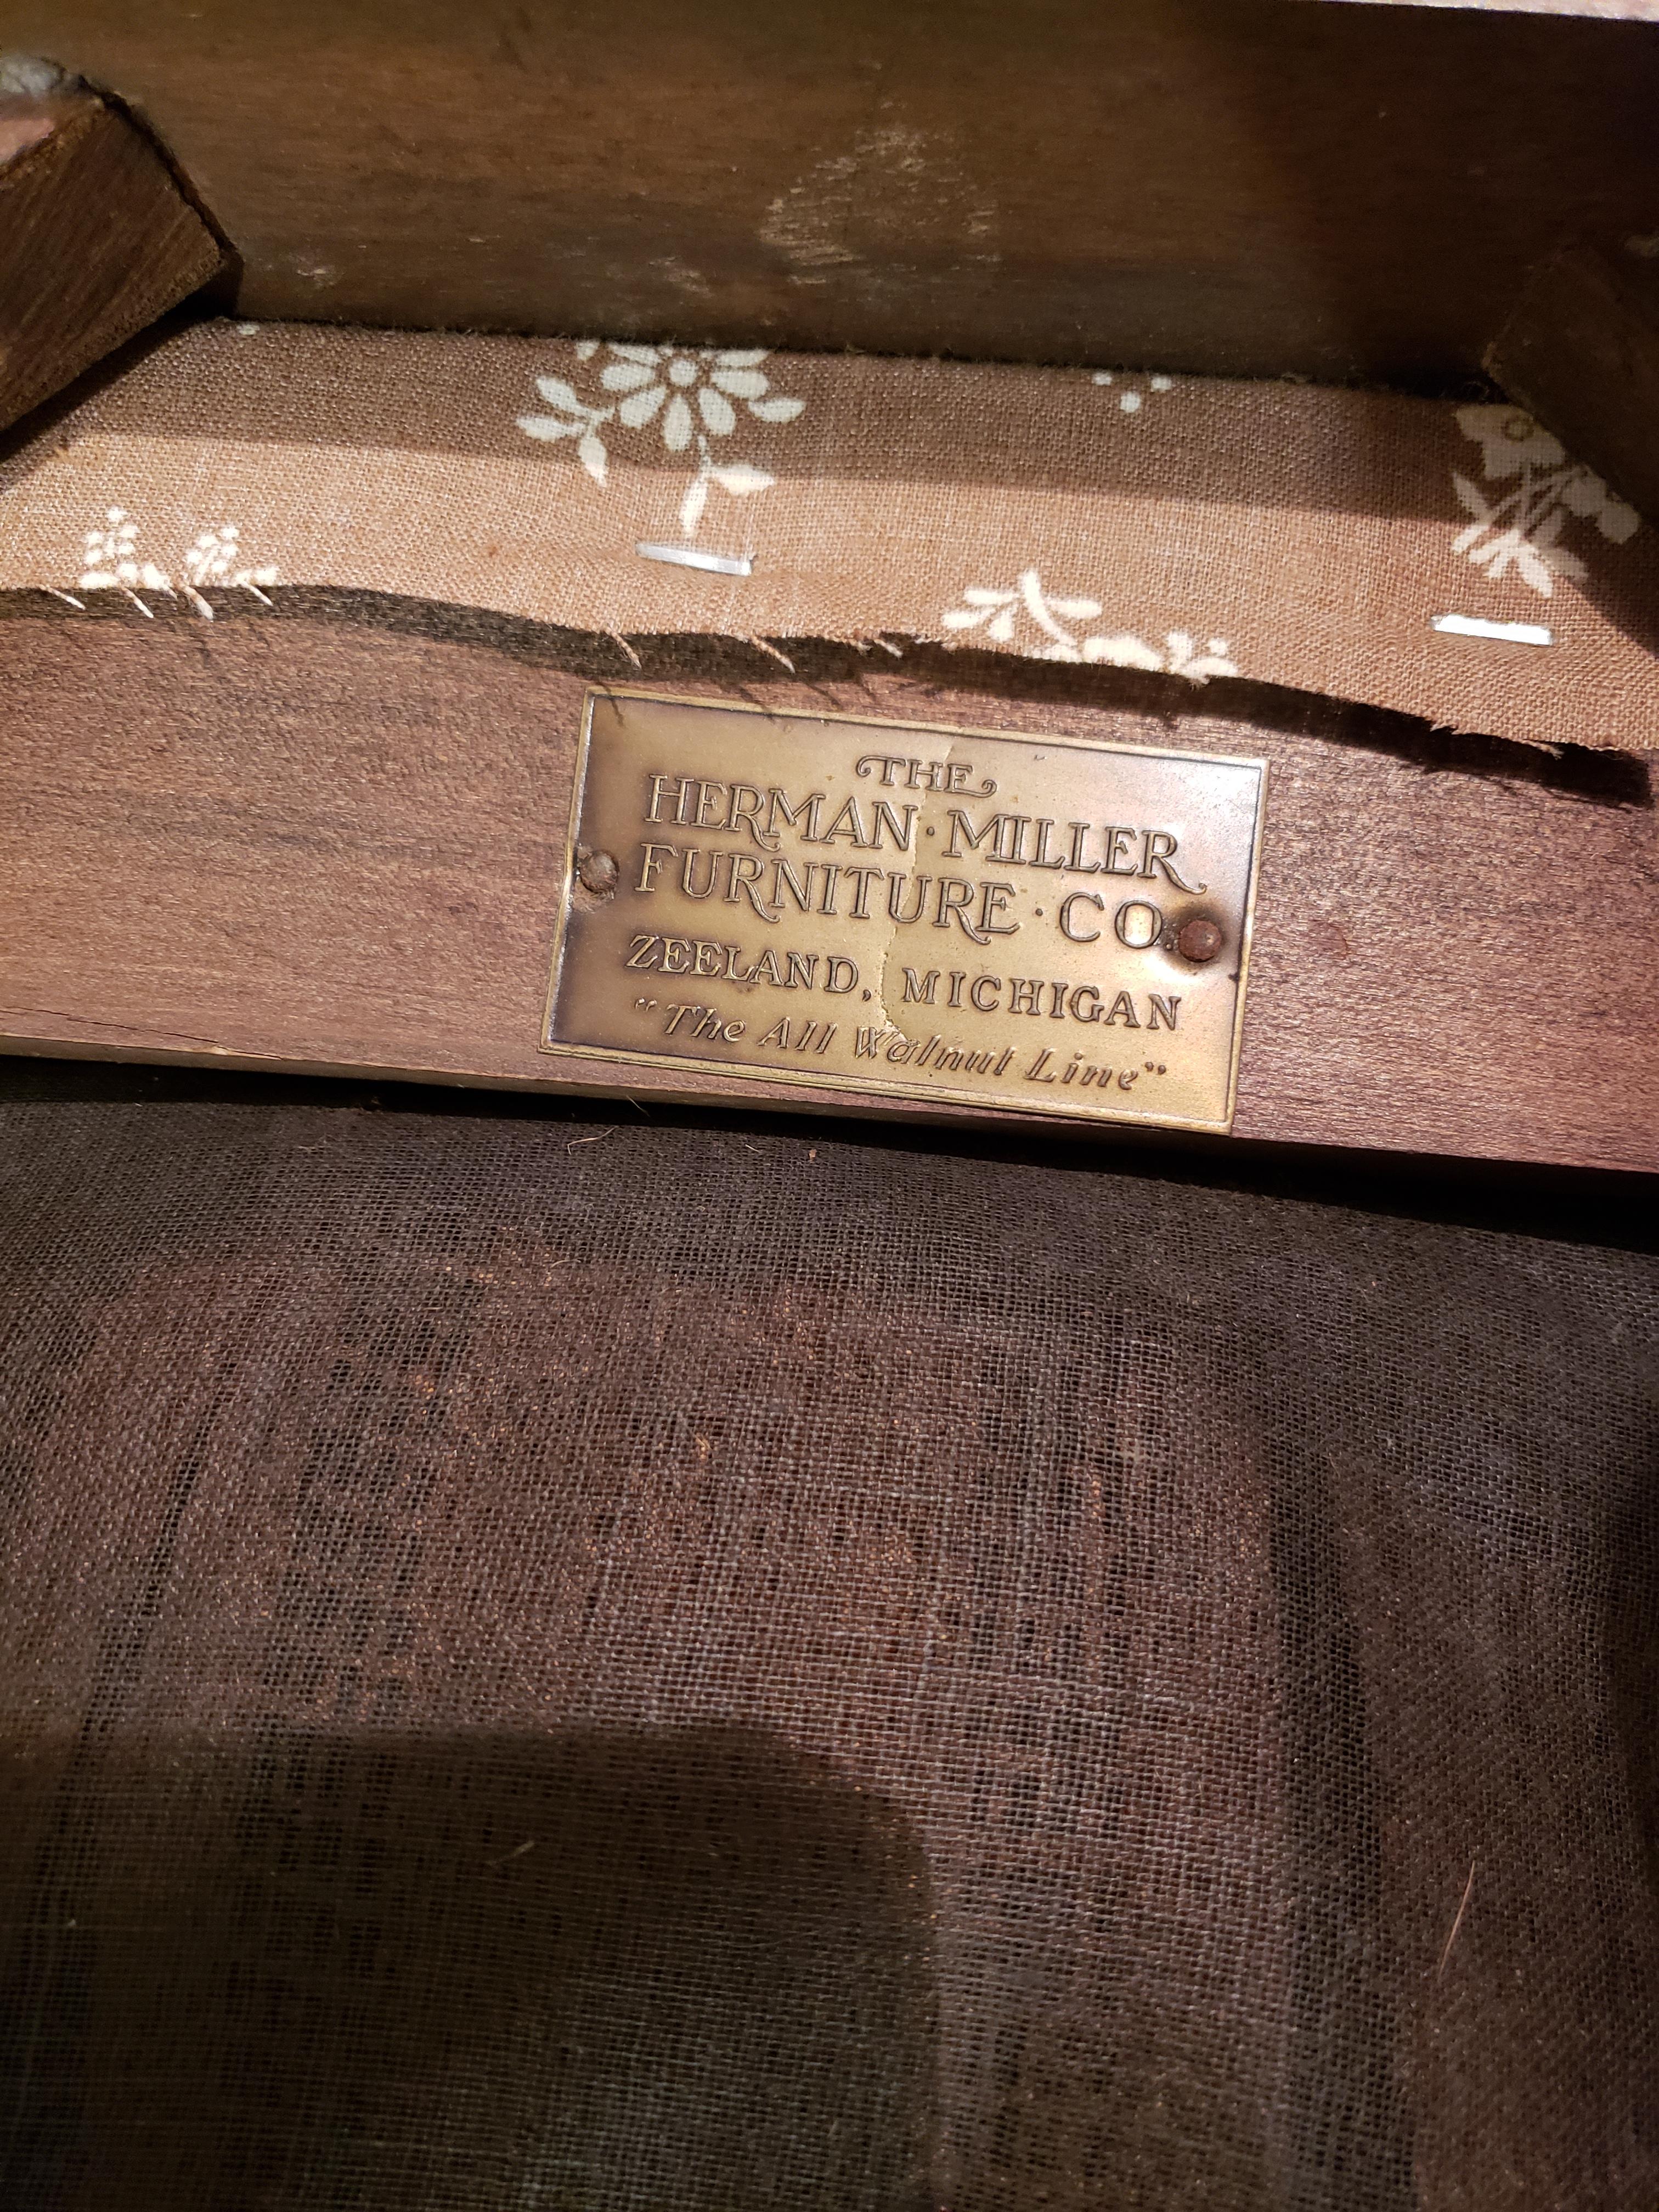 THE
HERMAN · MILLER
FURNITURE · CO
ZEELAND, MICHIGAN
"The All Walnut Line"